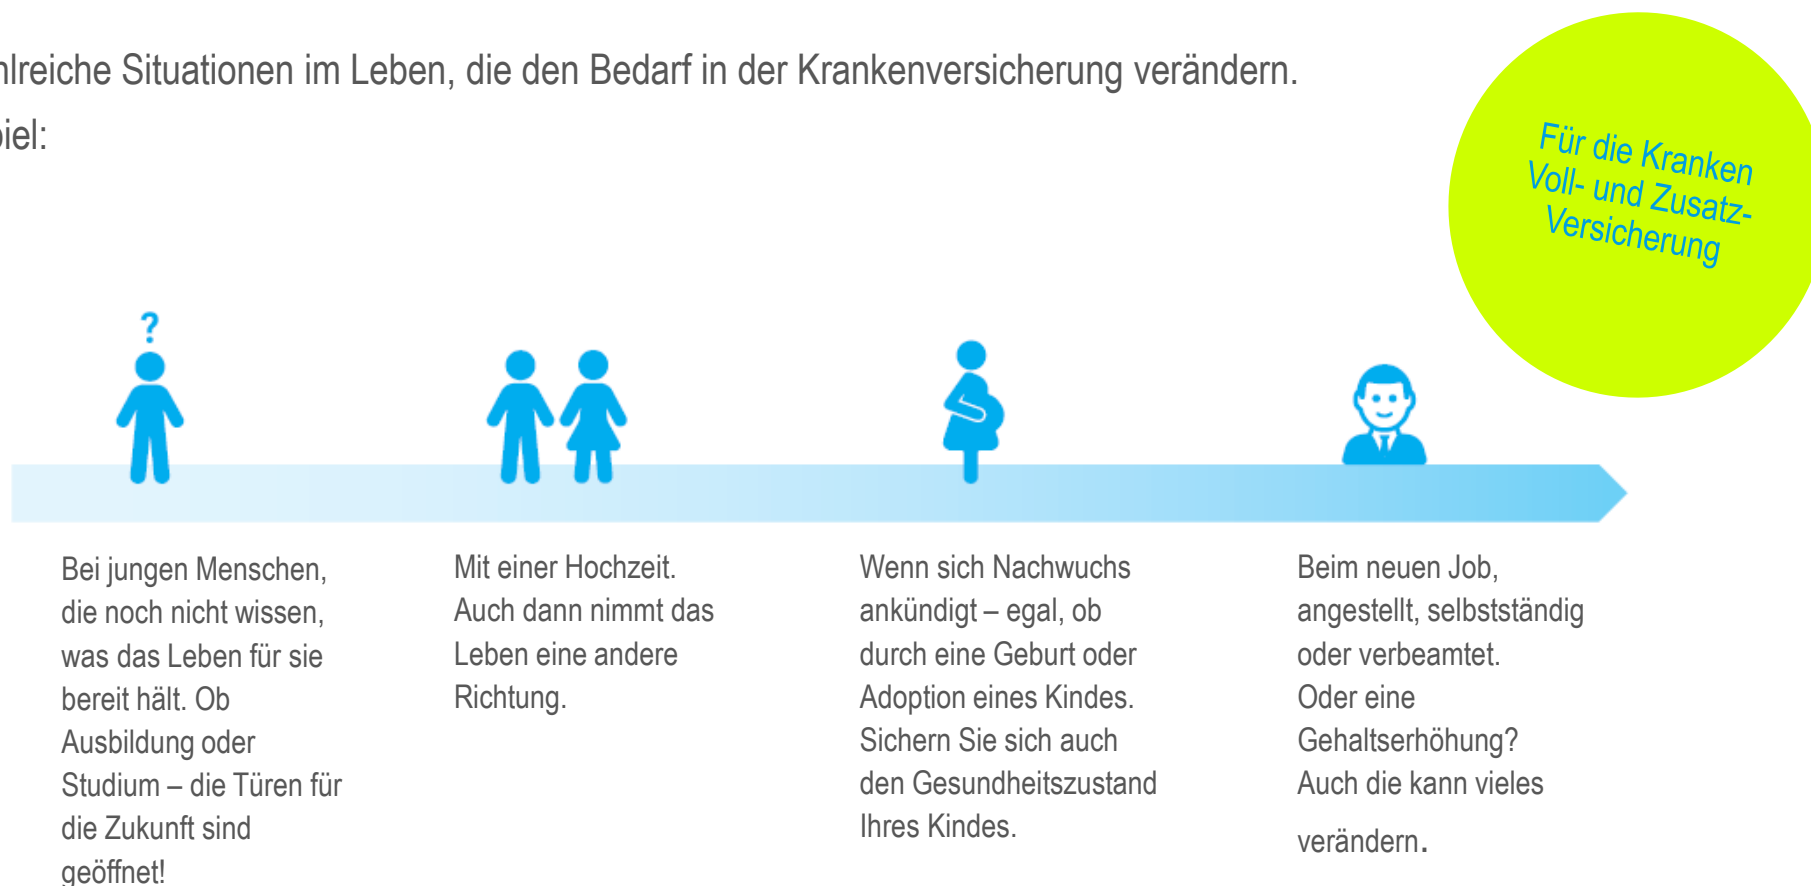 hlreiche Situationen im Leben, die den Bedarf in der Krankenversicherung verändern.
iel:
Für die Kranken
Voll- und Zusatz-
Versicherung
?
Bei jungen Menschen,
die noch nicht wissen,
was das Leben für sie
bereit hält. Ob
Ausbildung oder
Studium – die Türen für
die Zukunft sind
geöffnet!
Mit einer Hochzeit.
Auch dann nimmt das
Leben eine andere
Richtung.
Wenn sich Nachwuchs
ankündigt – egal, ob
durch eine Geburt oder
Adoption eines Kindes.
Sichern Sie sich auch
den Gesundheitszustand
Ihres Kindes.
Beim neuen Job,
angestellt, selbstständig
oder verbeamtet.
Oder eine
Gehaltserhöhung?
Auch die kann vieles
verändern.